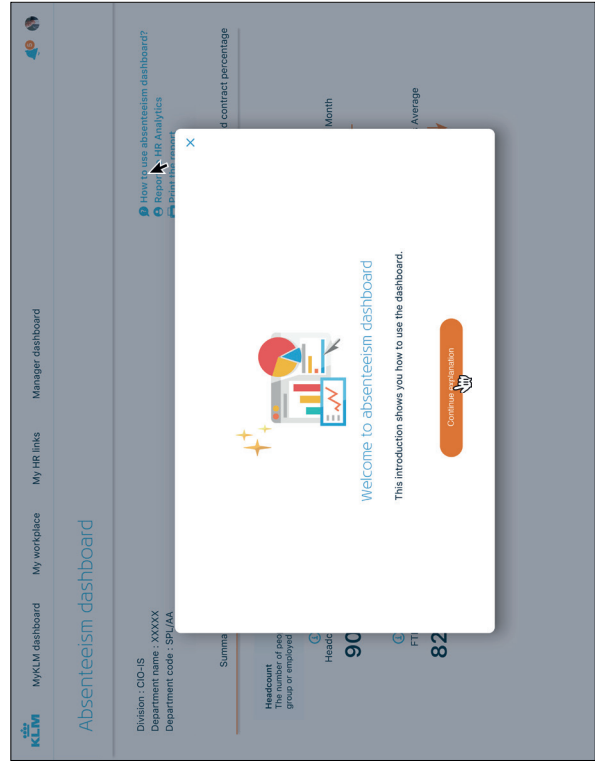 KLM
MyKLM dashboard
My workplace
My HR links
Manager dashboard
Absenteeism dashboard
Division : CIO-IS
Department name : XXXXX
Department code : SPL/AA
How to use absenteeism dashboard?
HR Analytics
Print the report
Summa
d contract percentage
Headcount
The number of peo
group or employed
Headc
90
Month
FT
82
Average
×
Welcome to absenteeism dashboard
This introduction shows you how to use the dashboard.
Continue explanation